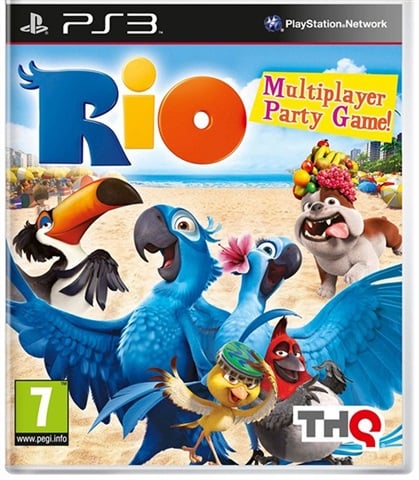 PS3
PlayStation®Network
RiO
Multiplayer
Party Game!
7
www.pegi.info
THQ